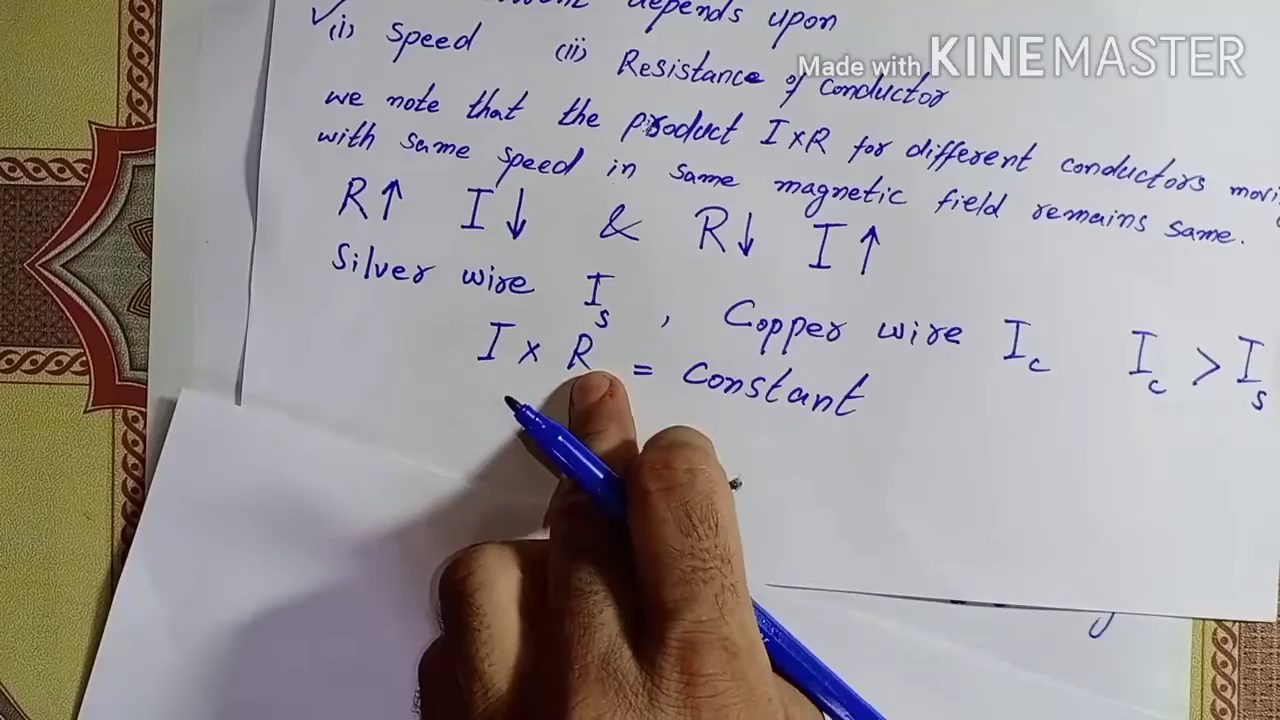 depends upon
(i) Speed (ii) Resistance of conductor
we note that the product I x R for different conductors movi
with same speed in same magnetic field remains same.
R↑ I↓ & R↓ I↑
Silver wire Is , Copper wire Ic Ic > Is
I x R = Constant
Made with KINEMASTER